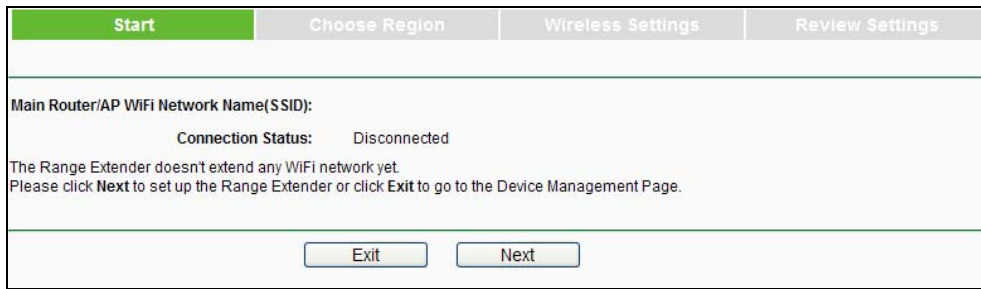 Start Choose Region Wireless Settings Review Settings
Main Router/AP WiFi Network Name(SSID):
Connection Status: Disconnected
The Range Extender doesn't extend any WiFi network yet.
Please click Next to set up the Range Extender or click Exit to go to the Device Management Page.
Exit Next